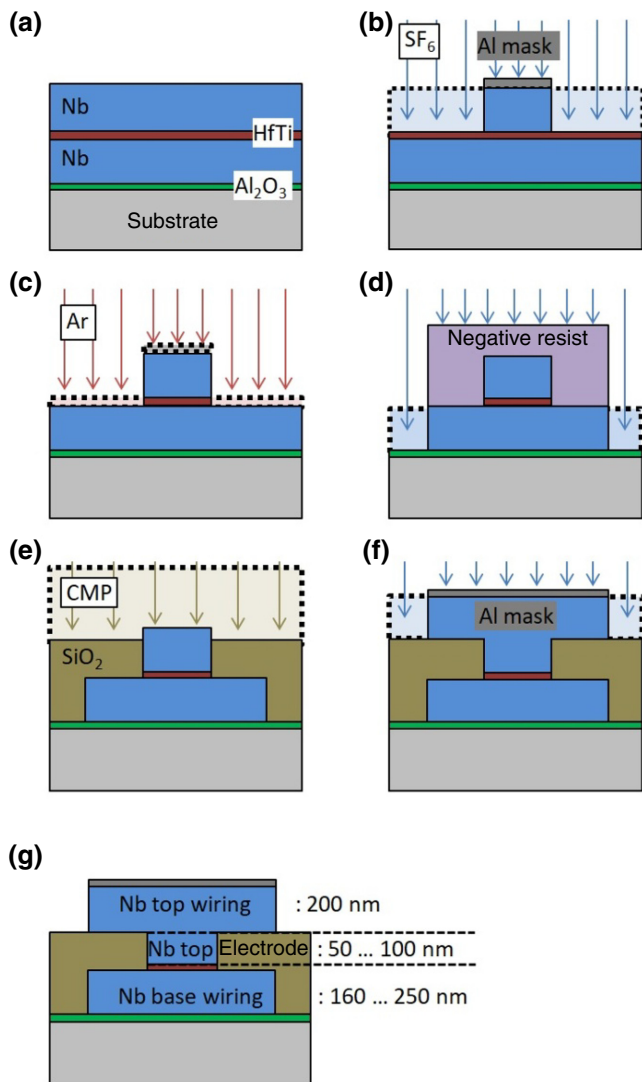 (a)
Nb
HfTi
Nb
Al₂O₃
Substrate
(b)
SF₆
Al mask
(c)
Ar
(d)
Negative resist
(e)
CMP
SiO₂
(f)
Al mask
(g)
Nb top wiring : 200 nm
Nb top Electrode : 50 ... 100 nm
Nb base wiring : 160 ... 250 nm